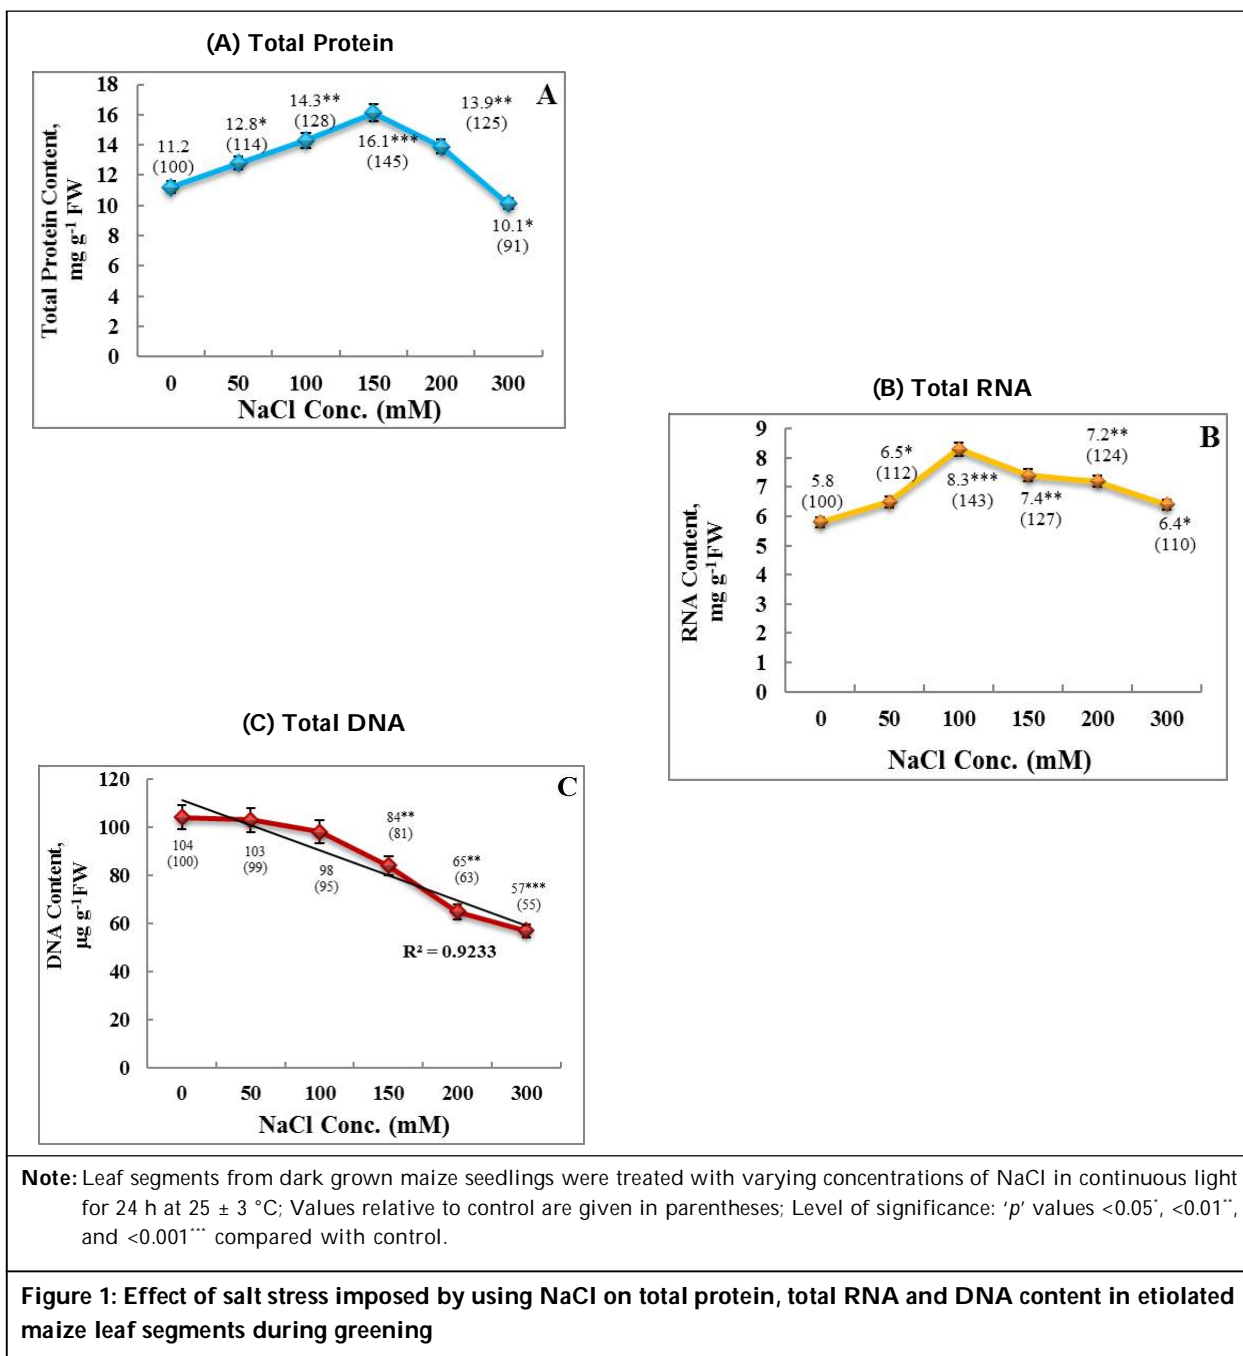 (A) Total Protein
A
18
16
14
12
10
8
6
4
2
0
Total Protein Content,
mg g⁻¹ FW
11.2
(100)
12.8*
(114)
14.3**
(128)
16.1***
(145)
13.9**
(125)
10.1*
(91)
0 50 100 150 200 300
NaCl Conc. (mM)
(B) Total RNA
B
9
8
7
6
5
4
3
2
1
0
RNA Content,
mg g⁻¹FW
5.8
(100)
6.5*
(112)
8.3***
(143)
7.4**
(127)
7.2**
(124)
6.4*
(110)
0 50 100 150 200 300
NaCl Conc. (mM)
(C) Total DNA
C
120
100
80
60
40
20
0
DNA Content,
µg g⁻¹FW
104
(100)
103
(99)
98
(95)
84**
(81)
65**
(63)
57***
(55)
R² = 0.9233
0 50 100 150 200 300
NaCl Conc. (mM)
Note: Leaf segments from dark grown maize seedlings were treated with varying concentrations of NaCl in continuous light
for 24 h at 25 ± 3 °C; Values relative to control are given in parentheses; Level of significance: 'p' values <0.05*, <0.01**,
and <0.001*** compared with control.
Figure 1: Effect of salt stress imposed by using NaCl on total protein, total RNA and DNA content in etiolated
maize leaf segments during greening